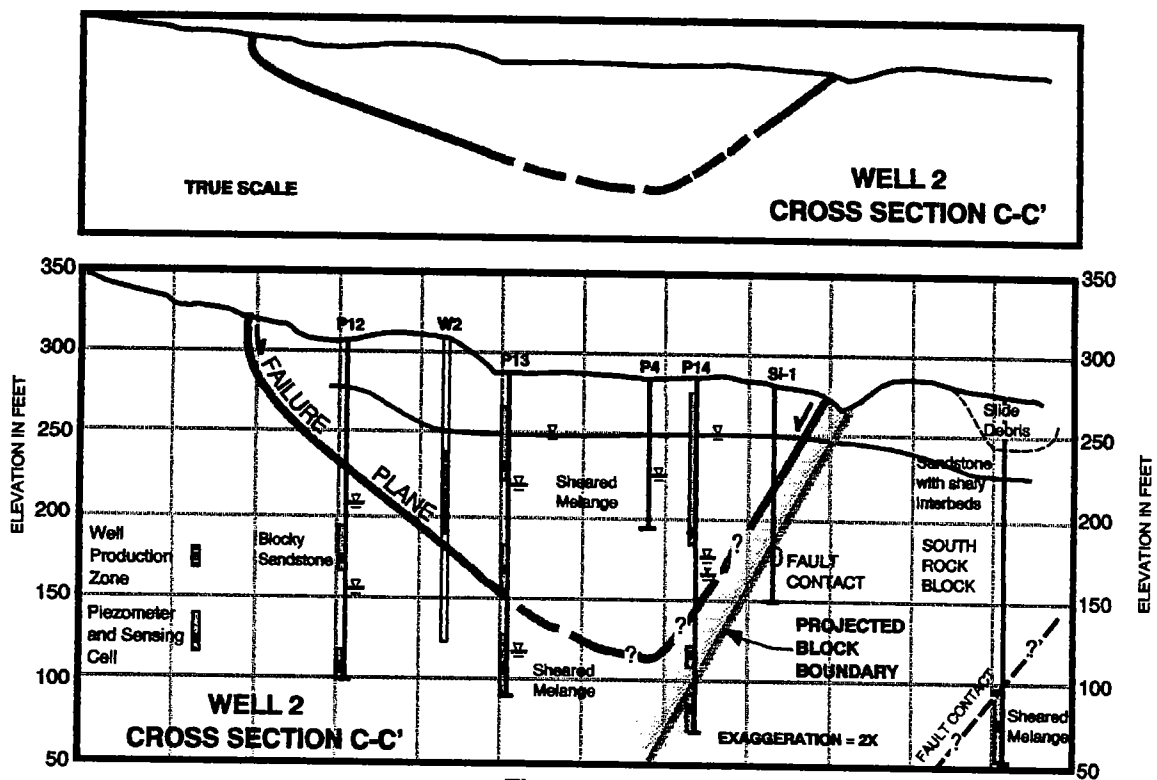 TRUE SCALE
WELL 2
CROSS SECTION C-C'
350
300
250
200
150
100
50
ELEVATION IN FEET
350
300
250
200
150
100
50
ELEVATION IN FEET
P12
W2
P13
P4
P14
SI-1
FAILURE
PLANE
Slide
Debris
Sandstone
with shaly
Interbeds
SOUTH
ROCK
BLOCK
Sheared
Melange
Blocky
Sandstone
Well
Production
Zone
Piezometer
and Sensing
Cell
?
?
?
FAULT
CONTACT
PROJECTED
BLOCK
BOUNDARY
Sheared
Melange
FAULT CONTACT
?
?
Sheared
Melange
WELL 2
CROSS SECTION C-C'
EXAGGERATION = 2X